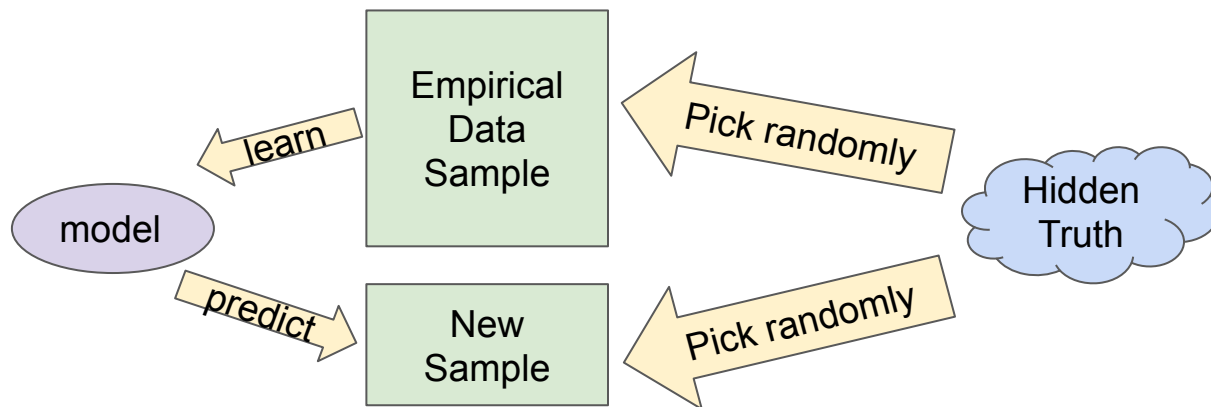 Empirical
Data
Sample
Pick randomly
learn
Hidden
Truth
model
predict
New
Sample
Pick randomly